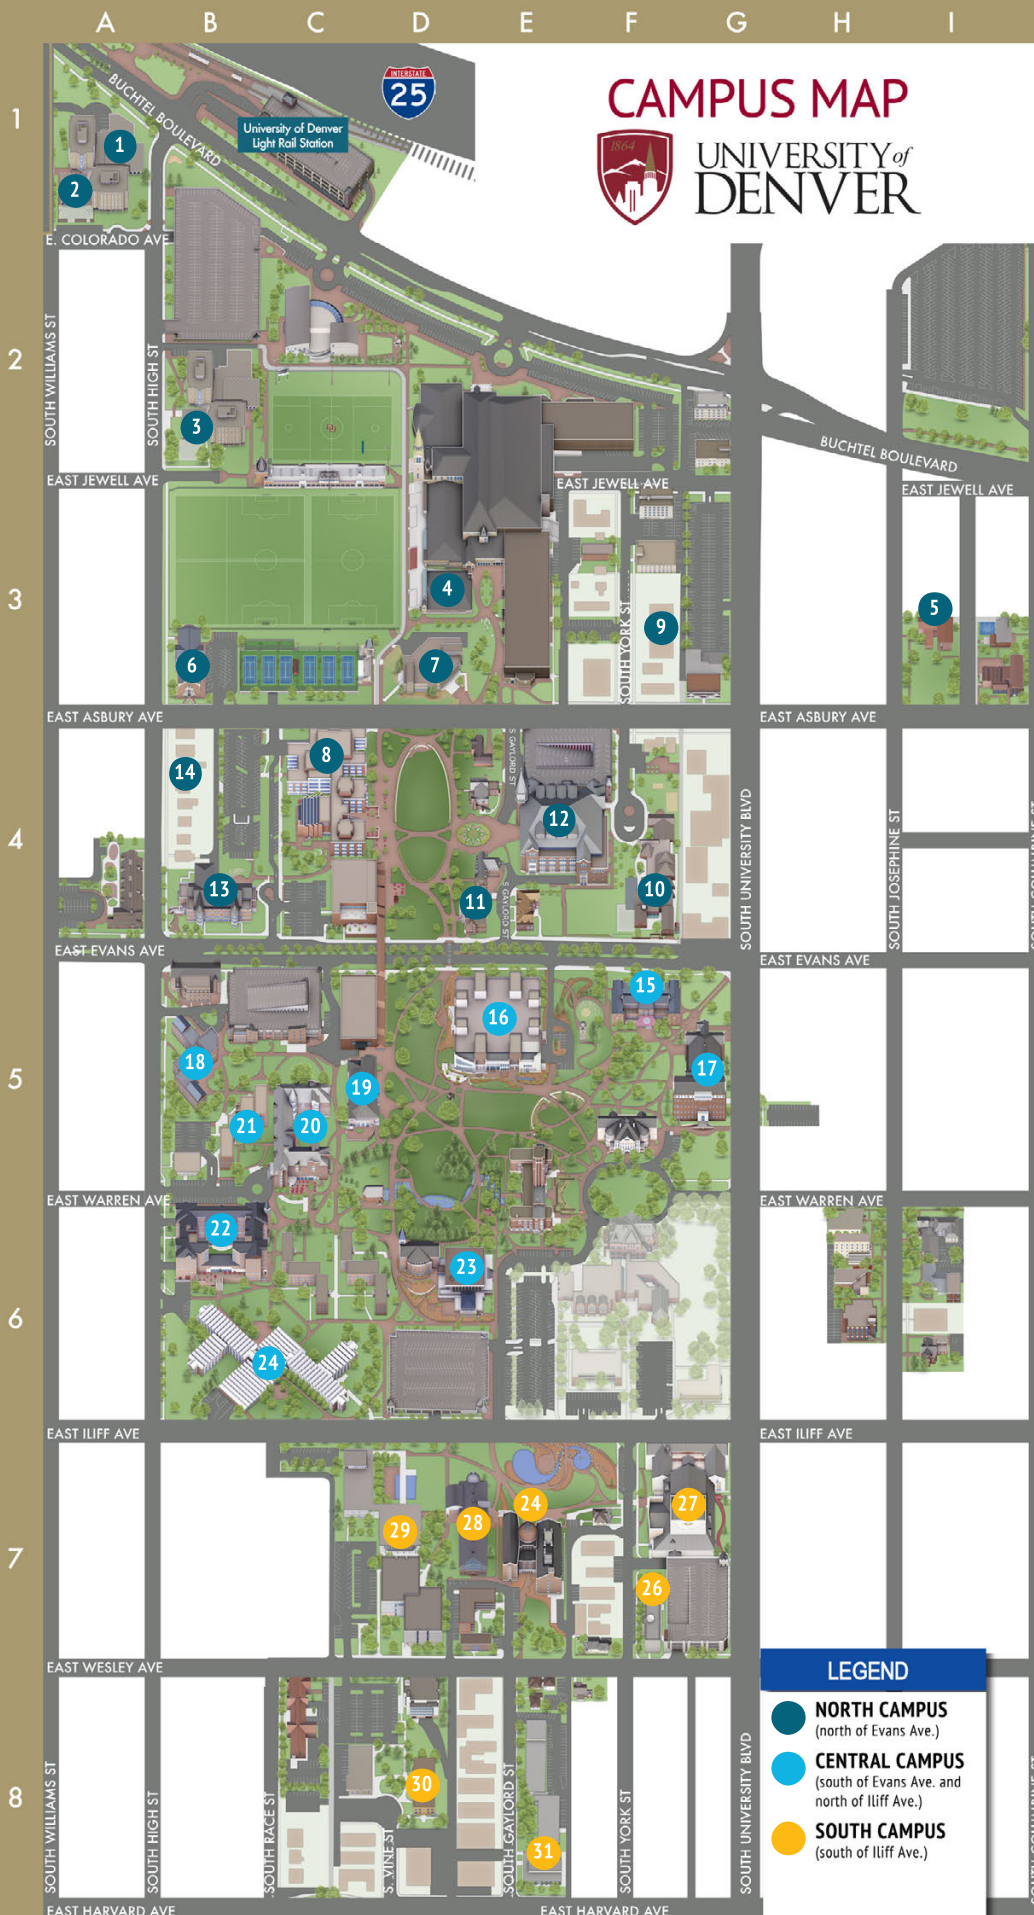 A B C D E F G H I
1
INTERSTATE
25
CAMPUS MAP
BUCHTEL BOULEVARD
University of Denver
Light Rail Station
1864
UNIVERSITY of
DENVER
1
2
E. COLORADO AVE
SOUTH WILLIAMS ST
SOUTH HIGH ST
2
3
DU
BUCHTEL BOULEVARD
EAST JEWELL AVE
EAST JEWELL AVE
EAST JEWELL AVE
3
4
5
SOUTH YORK ST
9
6
7
EAST ASBURY AVE
EAST ASBURY AVE
S GAYLORD ST
8
14
12
SOUTH UNIVERSITY BLVD
SOUTH JOSEPHINE ST
4
13
10
11
S GAYLORD ST
EAST EVANS AVE
EAST EVANS AVE
15
16
5
18
17
19
21
20
EAST WARREN AVE
EAST WARREN AVE
22
23
6
24
EAST ILIFF AVE
EAST ILIFF AVE
24
27
28
29
7
26
EAST WESLEY AVE
LEGEND
NORTH CAMPUS
(north of Evans Ave.)
CENTRAL CAMPUS
(south of Evans Ave. and
north of Iliff Ave.)
SOUTH CAMPUS
(south of Iliff Ave.)
8
30
31
SOUTH WILLIAMS ST
SOUTH HIGH ST
SOUTH RACE ST
S. VINE ST
SOUTH GAYLORD ST
SOUTH YORK ST
SOUTH UNIVERSITY BLVD
EAST HARVARD AVE
EAST HARVARD AVE